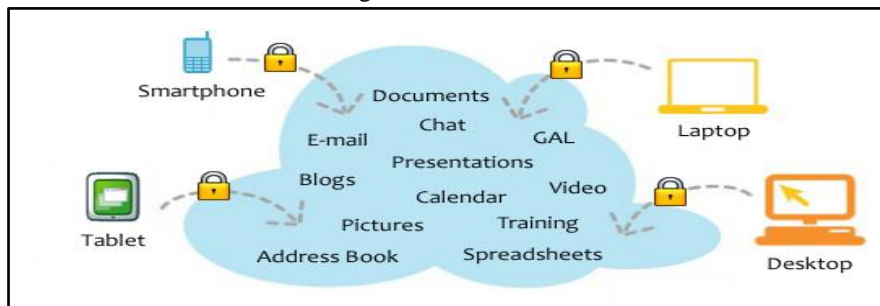 Smartphone
Documents
Chat
E-mail
GAL
Laptop
Presentations
Blogs
Calendar
Video
Tablet
Pictures
Training
Address Book
Spreadsheets
Desktop